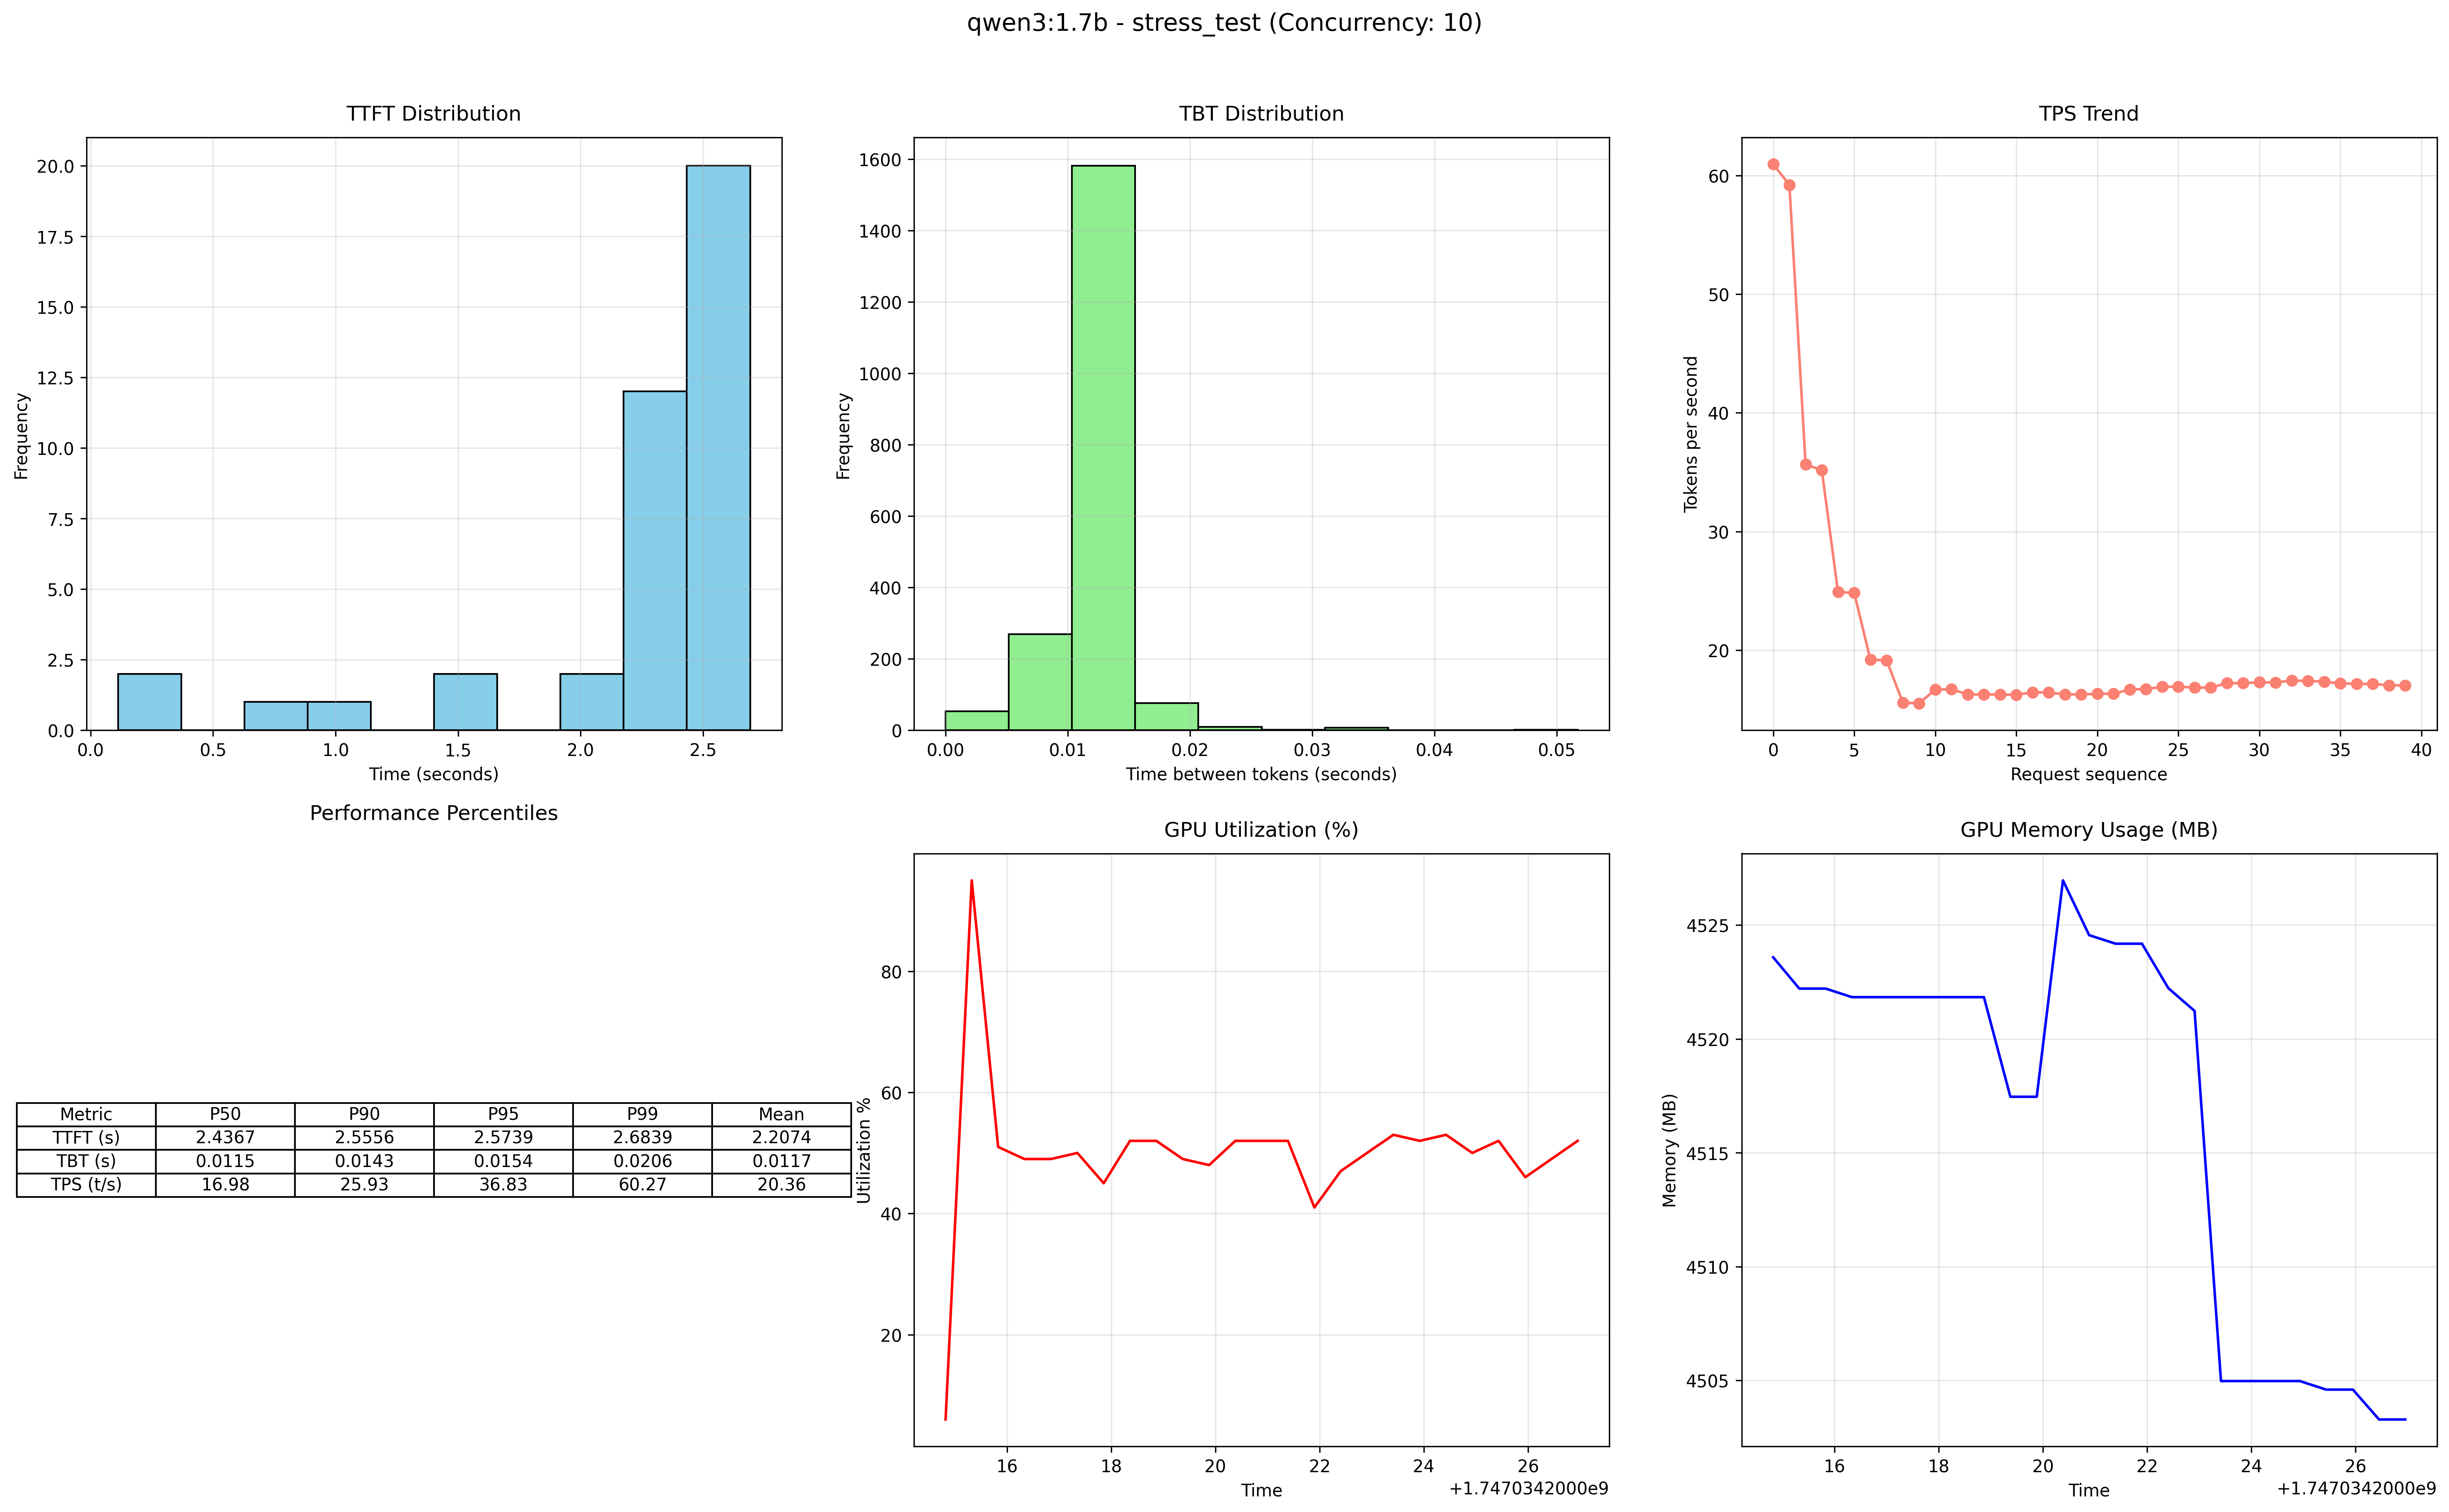 qwen3:1.7b - stress_test (Concurrency: 10)
TTFT Distribution
Frequency
20.0
17.5
15.0
12.5
10.0
7.5
5.0
2.5
0.0
0.0 0.5 1.0 1.5 2.0 2.5
Time (seconds)
TBT Distribution
Frequency
1600
1400
1200
1000
800
600
400
200
0
0.00 0.01 0.02 0.03 0.04 0.05
Time between tokens (seconds)
TPS Trend
Tokens per second
60
50
40
30
20
0 5 10 15 20 25 30 35 40
Request sequence
Performance Percentiles
Metric P50 P90 P95 P99 Mean
TTFT (s) 2.4367 2.5556 2.5739 2.6839 2.2074
TBT (s) 0.0115 0.0143 0.0154 0.0206 0.0117
TPS (t/s) 16.98 25.93 36.83 60.27 20.36
GPU Utilization (%)
Utilization %
80
60
40
20
16 18 20 22 24 26
Time
+1.7470342000e9
GPU Memory Usage (MB)
Memory (MB)
4525
4520
4515
4510
4505
16 18 20 22 24 26
Time
+1.7470342000e9